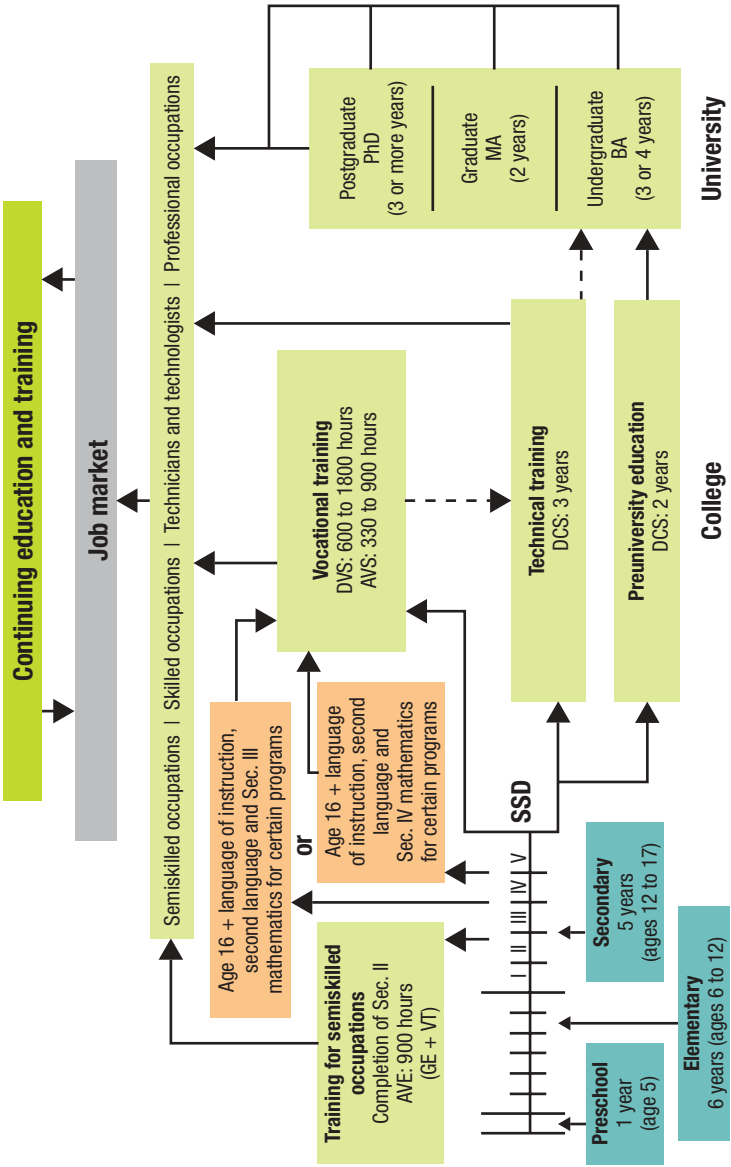 Continuing education and training
Job market
Semiskilled occupations | Skilled occupations | Technicians and technologists | Professional occupations
Training for semiskilled
occupations
Completion of Sec. II
AVE: 900 hours
(GE + VT)
Age 16 + language of instruction,
second language and Sec. III
mathematics for certain programs
or
Age 16 + language
of instruction, second
language and
Sec. IV mathematics
for certain programs
Vocational training
DVS: 600 to 1800 hours
AVS: 330 to 900 hours
Postgraduate
PhD
(3 or more years)
Graduate
MA
(2 years)
Undergraduate
BA
(3 or 4 years)
Technical training
DCS: 3 years
Preuniversity education
DCS: 2 years
SSD
I II III IV V
Preschool
1 year
(age 5)
Elementary
6 years (ages 6 to 12)
Secondary
5 years
(ages 12 to 17)
College
University